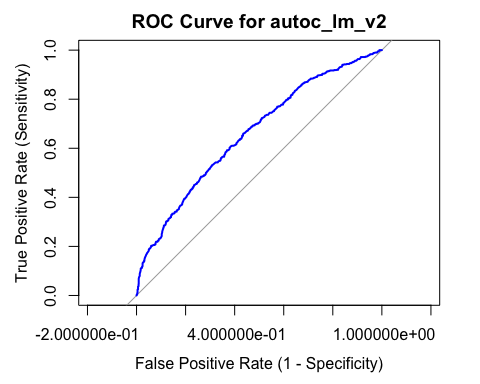 ROC Curve for autoc_lm_v2
True Positive Rate (Sensitivity)
1.0
0.8
0.6
0.4
0.2
0.0
-2.000000e-01 4.000000e-01 1.000000e+00
False Positive Rate (1 - Specificity)